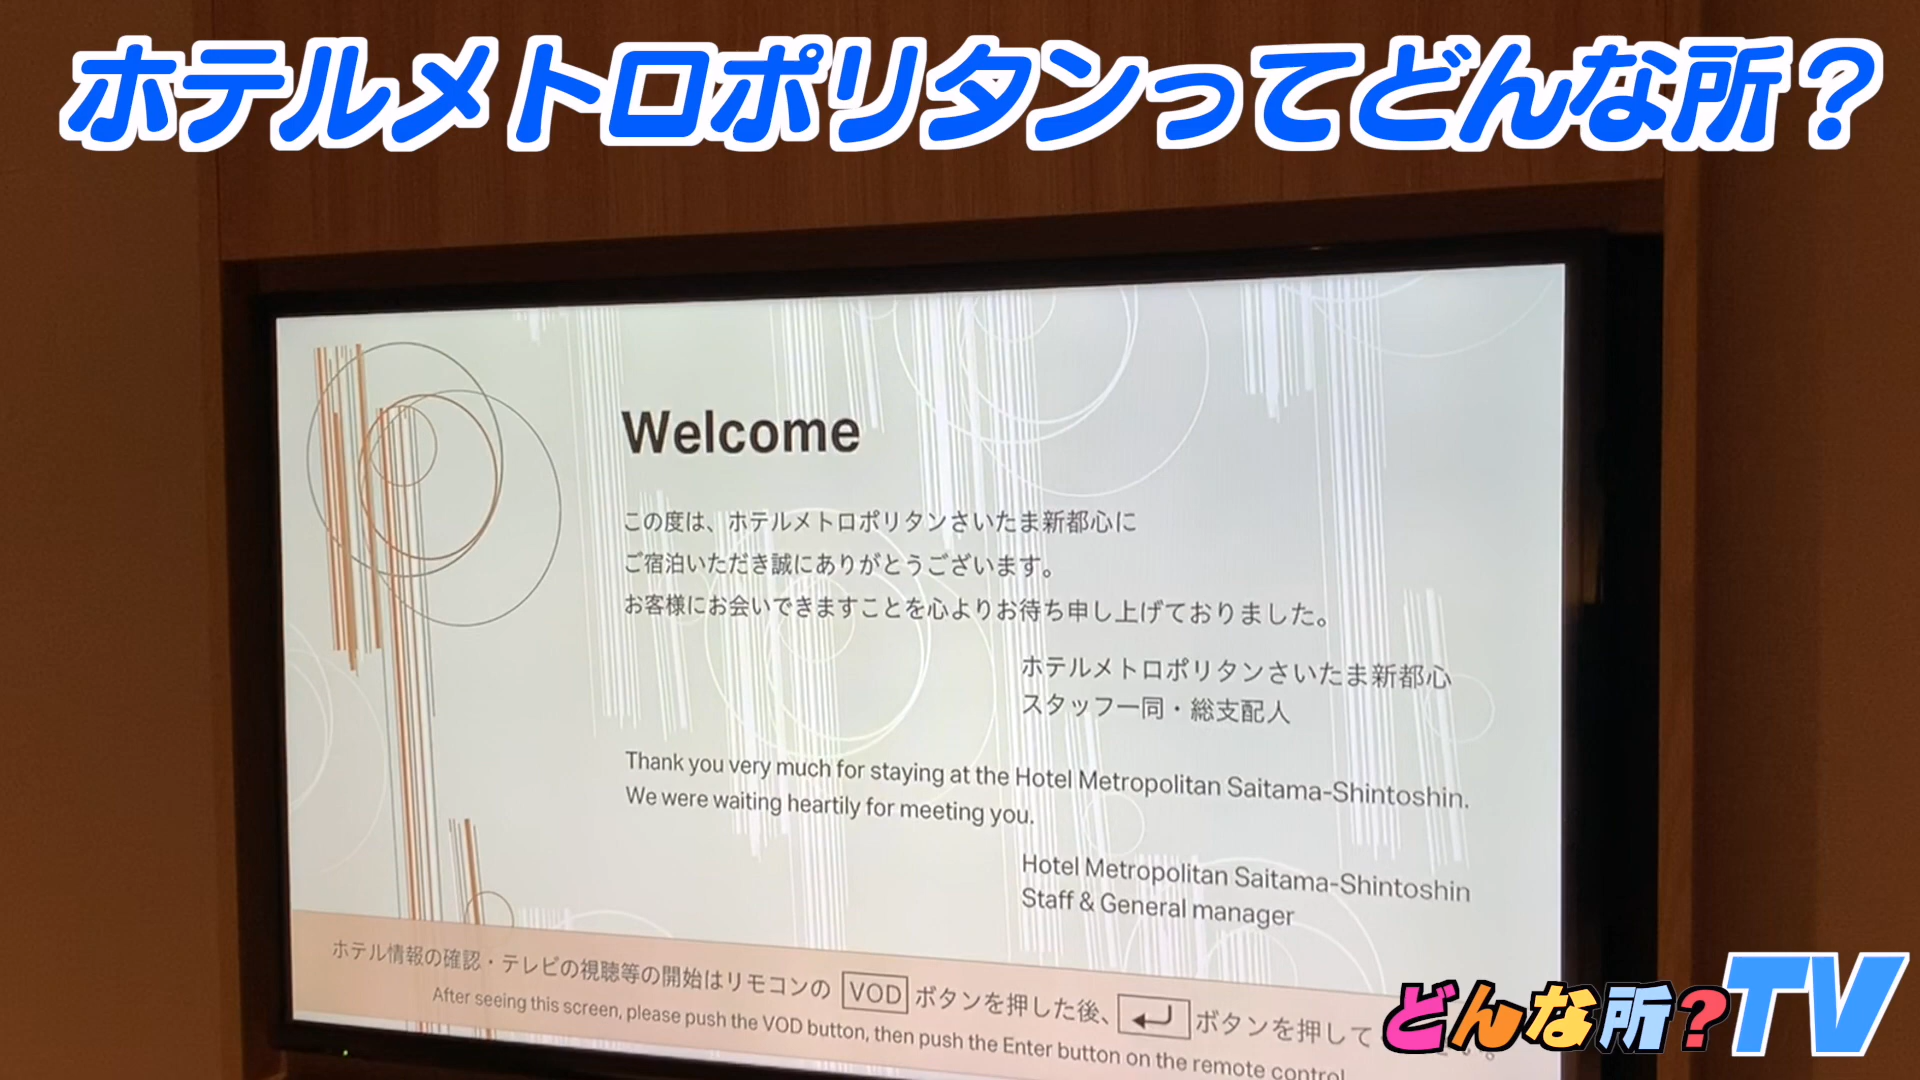 ホテルメトロポリタンってどんな所？
Welcome
この度は、ホテルメトロポリタンさいたま新都心に
ご宿泊いただき誠にありがとうございます。
お客様にお会いできますことを心よりお待ち申し上げておりました。
ホテルメトロポリタンさいたま新都心
スタッフ一同・総支配人
Thank you very much for staying at the Hotel Metropolitan Saitama-Shintoshin.
We were waiting heartily for meeting you.
Hotel Metropolitan Saitama-Shintoshin
Staff & General manager
ホテル情報の確認・テレビの視聴等の開始はリモコンの VOD ボタンを押した後、 ボタンを押して
After seeing this screen, please push the VOD button, then push the Enter button on the remote control
どんな所?TV